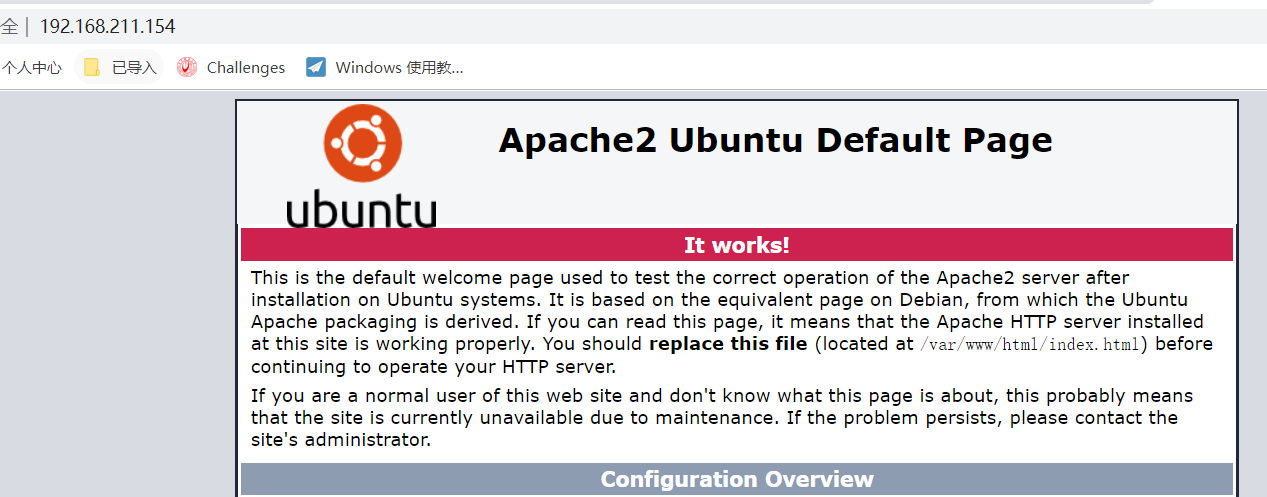 全 | 192.168.211.154
个人中心 已导入 Challenges Windows 使用教...
Apache2 Ubuntu Default Page
ubuntu
It works!
This is the default welcome page used to test the correct operation of the Apache2 server after
installation on Ubuntu systems. It is based on the equivalent page on Debian, from which the Ubuntu
Apache packaging is derived. If you can read this page, it means that the Apache HTTP server installed
at this site is working properly. You should replace this file (located at /var/www/html/index.html) before
continuing to operate your HTTP server.
If you are a normal user of this web site and don't know what this page is about, this probably means
that the site is currently unavailable due to maintenance. If the problem persists, please contact the
site's administrator.
Configuration Overview